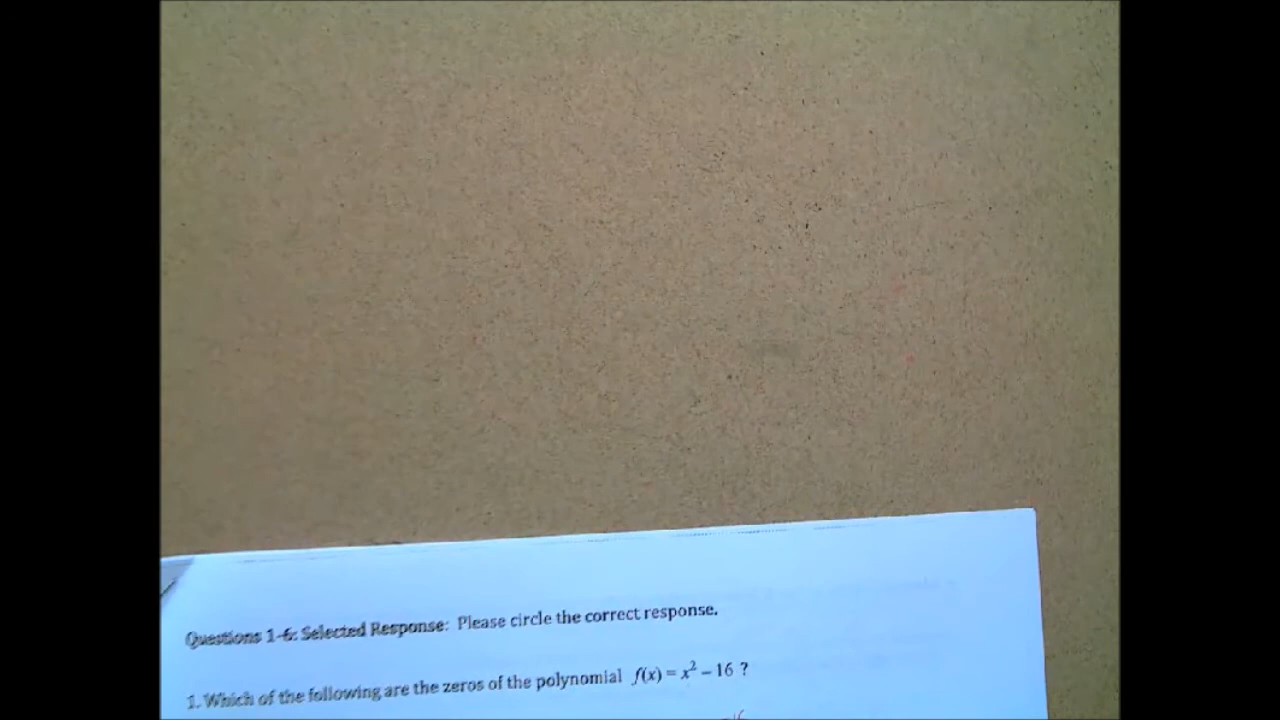 Questions 1-6: Selected Response: Please circle the correct response.
1. Which of the following are the zeros of the polynomial f(x) = x² – 16 ?